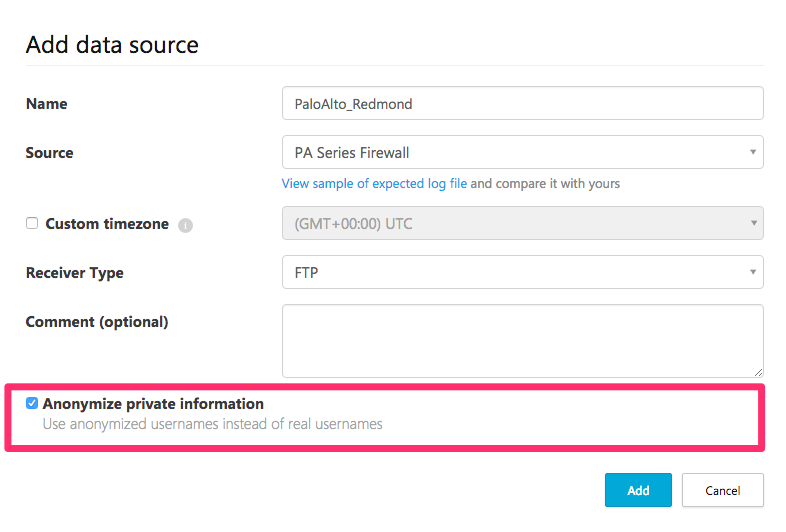 Add data source
Name
PaloAlto_Redmond
Source
PA Series Firewall
View sample of expected log file and compare it with yours
Custom timezone i
(GMT+00:00) UTC
Receiver Type
FTP
Comment (optional)
Anonymize private information
Use anonymized usernames instead of real usernames
Add
Cancel